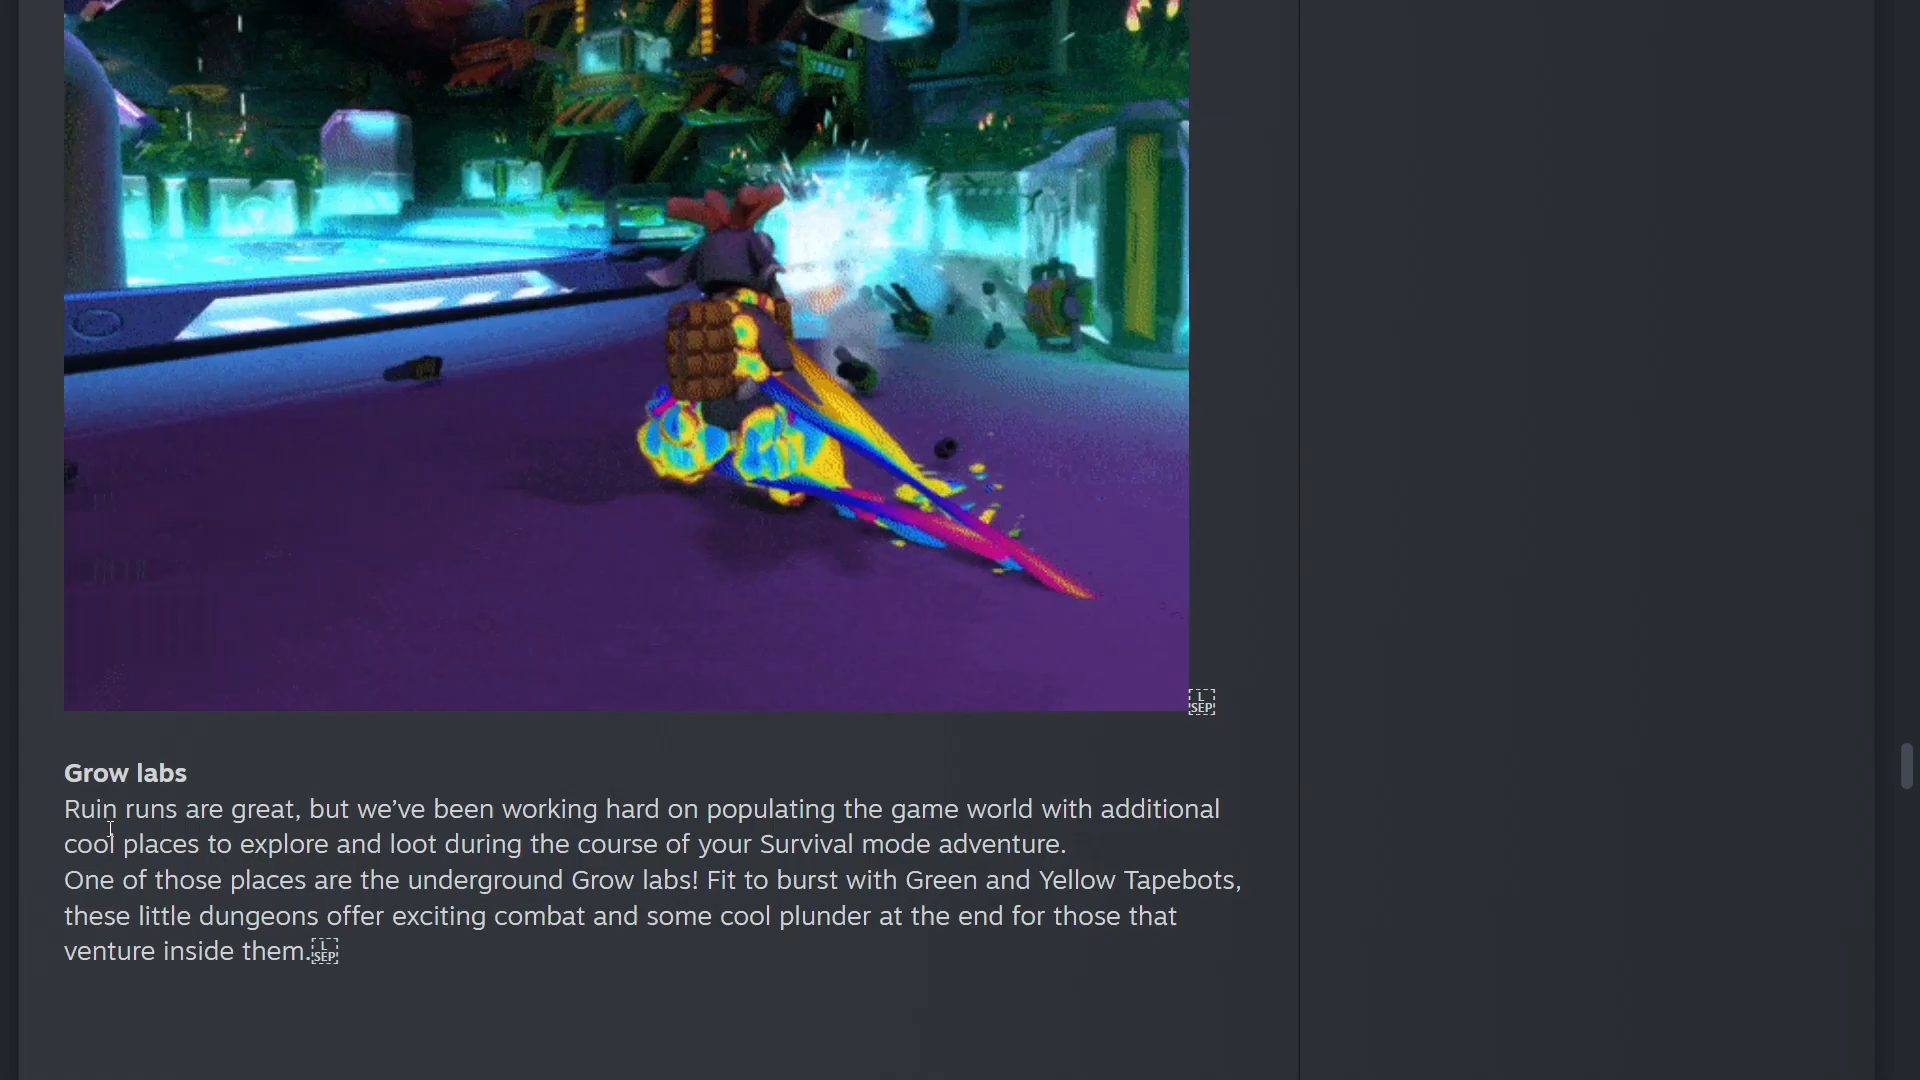 L SEP
Grow labs
Ruin runs are great, but we’ve been working hard on populating the game world with additional
cool places to explore and loot during the course of your Survival mode adventure.
One of those places are the underground Grow labs! Fit to burst with Green and Yellow Tapebots,
these little dungeons offer exciting combat and some cool plunder at the end for those that
venture inside them. L SEP